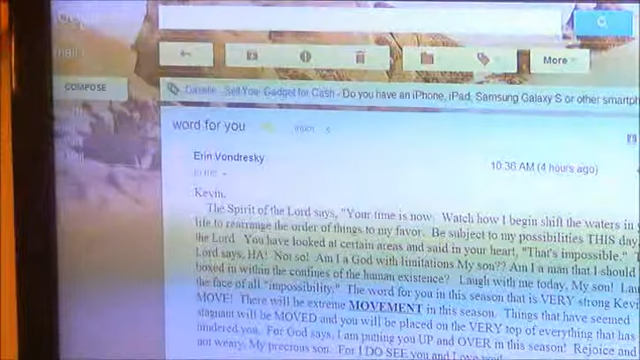 COMPOSE
More
Gazelle - Sell Your Gadget for Cash - Do you have an iPhone, iPad, Samsung Galaxy S or other smartph
word for you
Inbox x
Erin Vondresky
10:36 AM (4 hours ago)
to me
Kevin,
The Spirit of the Lord says, "Your time is now. Watch how I begin shift the waters in y
life to rearrange the order of things to my favor. Be subject to my possibilities THIS day,
the Lord. You have looked at certain areas and said in your heart, "That's impossible."
Lord says, HA! Not so! Am I a God with limitations My son?? Am I a man that I should
boxed in within the confines of the human existence? Laugh with me today, My son! Lau
the face of all "impossibility." The word for you in this season that is VERY strong Kevi
MOVE! There will be extreme MOVEMENT in this season. Things that have seemed
stagnant will be MOVED and you will be placed on the VERY top of everything that has
hindered you. For God says, I am putting you UP and OVER in this season! Rejoice and
not weary, My precious son. For I DO SEE you and Love you!